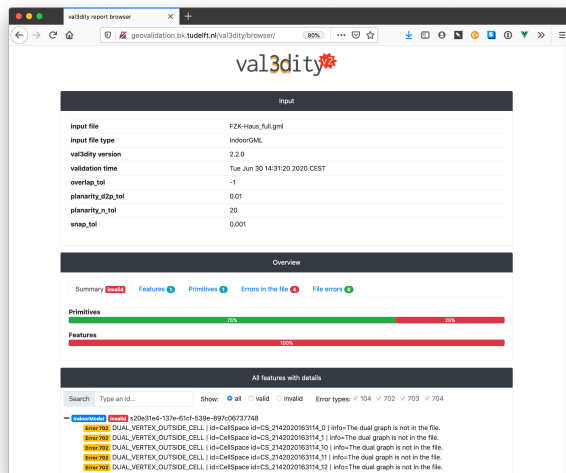 val3dity report browser
geovalidation.bk.tudelft.nl/val3dity/browser/ 80%
val3dity v2
Input
input file FZK-Haus_full.gml
input file type IndoorGML
val3dity version 2.2.0
validation time Tue Jun 30 14:31:20 2020 CEST
overlap_tol -1
planarity_d2p_tol 0.01
planarity_n_tol 20
snap_tol 0.001
Overview
Summary invalid Features 1 Primitives 1 Errors in the file 4 File errors 0
Primitives
75% 25%
Features
100%
All features with details
Search Type an id... Show: all valid invalid Error types: 104 702 703 704
IndoorModel invalid s20e31e4-137e-61cf-539e-897c06737748
Error 702 DUAL_VERTEX_OUTSIDE_CELL | id=CellSpace id=CS_2142020163114_0 | info=The dual graph is not in the file.
Error 702 DUAL_VERTEX_OUTSIDE_CELL | id=CellSpace id=CS_2142020163114_1 | info=The dual graph is not in the file.
Error 702 DUAL_VERTEX_OUTSIDE_CELL | id=CellSpace id=CS_2142020163114_10 | info=The dual graph is not in the file.
Error 702 DUAL_VERTEX_OUTSIDE_CELL | id=CellSpace id=CS_2142020163114_11 | info=The dual graph is not in the file.
Error 702 DUAL_VERTEX_OUTSIDE_CELL | id=CellSpace id=CS_2142020163114_12 | info=The dual graph is not in the file.